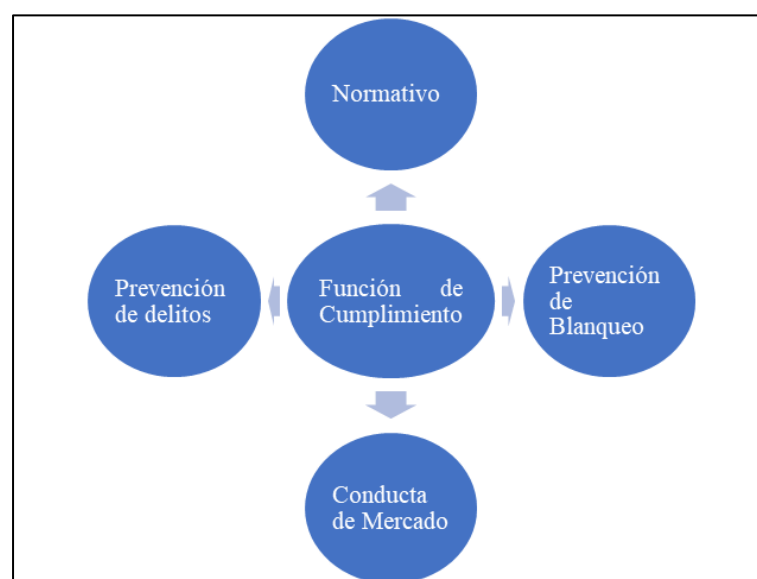 Normativo
Prevención
de delitos
Función de
Cumplimiento
Prevención
de
Blanqueo
Conducta
de Mercado